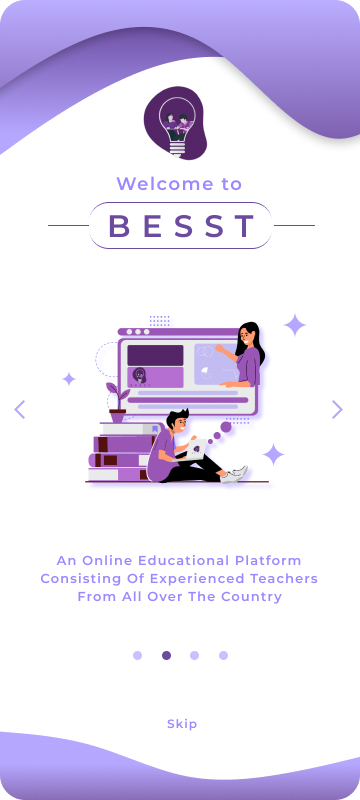 Welcome to
BESST
An Online Educational Platform
Consisting Of Experienced Teachers
From All Over The Country
Skip